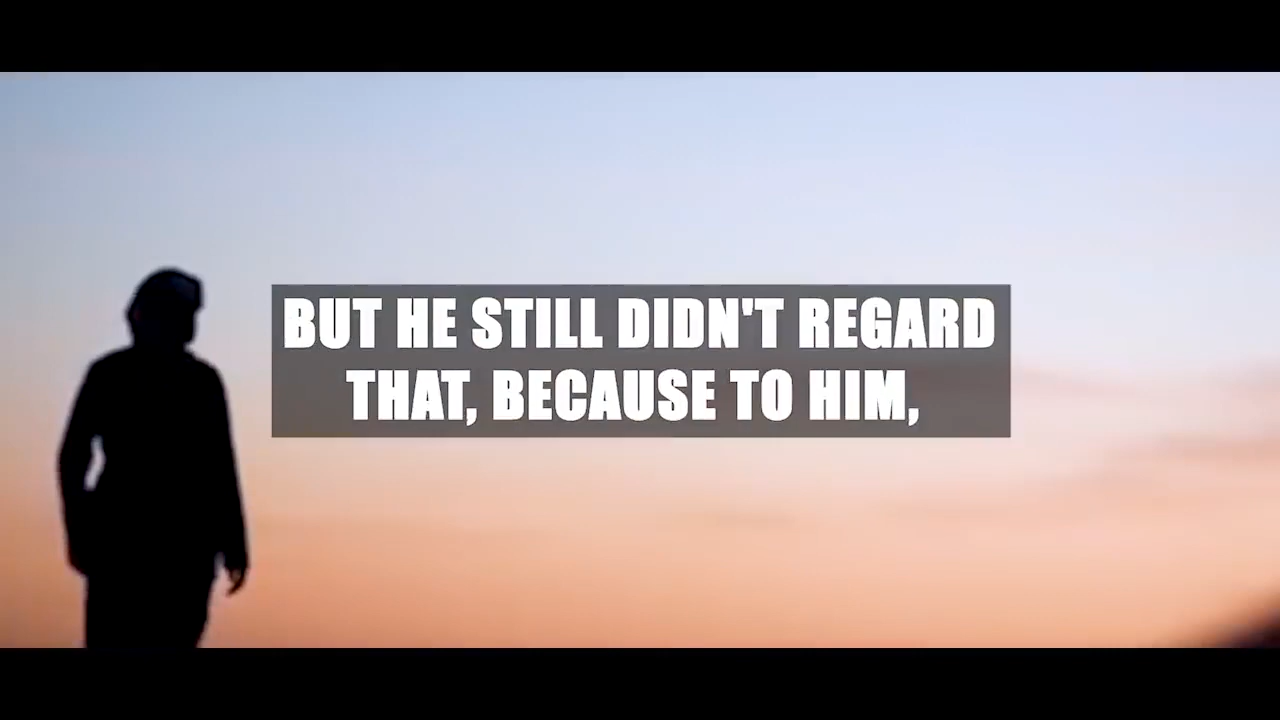 BUT HE STILL DIDN'T REGARD
THAT, BECAUSE TO HIM,